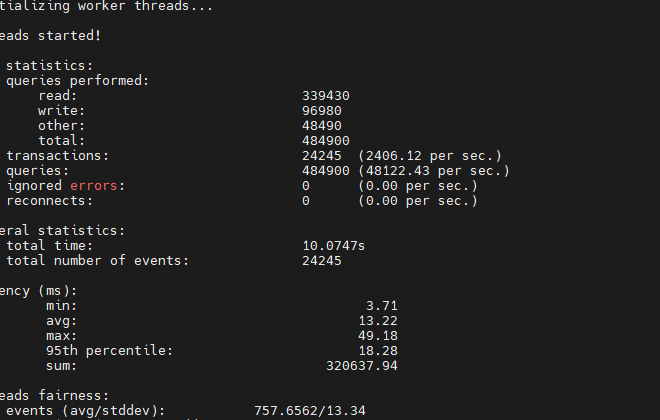 tializing worker threads...
eads started!
statistics:
queries performed:
read: 339430
write: 96980
other: 48490
total: 484900
transactions: 24245 (2406.12 per sec.)
queries: 484900 (48122.43 per sec.)
ignored errors: 0 (0.00 per sec.)
reconnects: 0 (0.00 per sec.)
eral statistics:
total time: 10.0747s
total number of events: 24245
ency (ms):
min: 3.71
avg: 13.22
max: 49.18
95th percentile: 18.28
sum: 320637.94
eads fairness:
events (avg/stddev): 757.6562/13.34